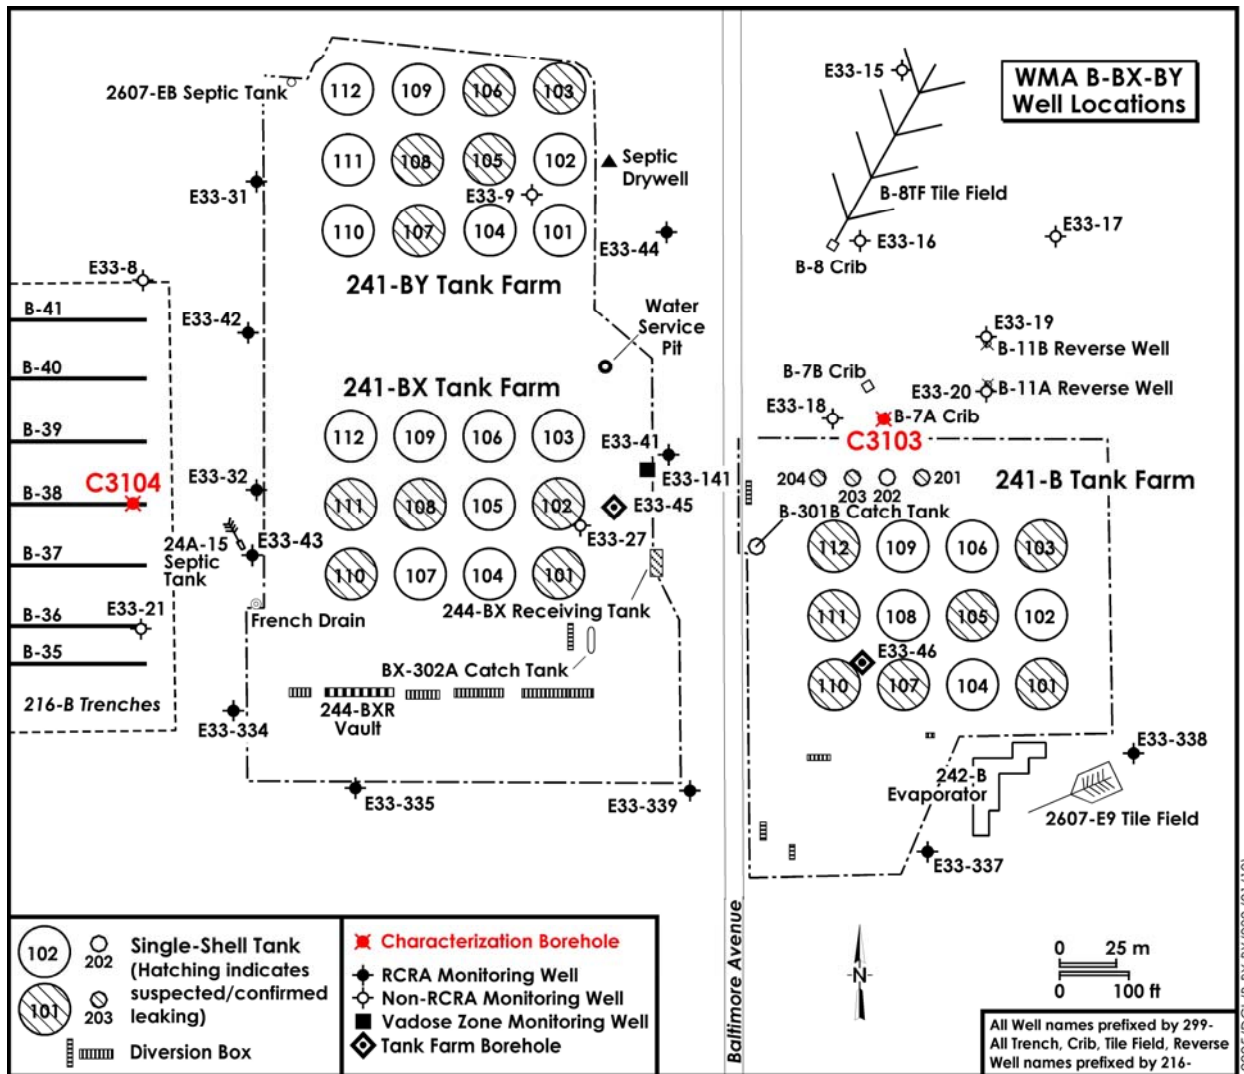 WMA B-BX-BY
Well Locations
2607-EB Septic Tank
112
109
106
103
E33-15
111
108
105
102
Septic
Drywell
E33-31
E33-9
B-8TF Tile Field
110
107
104
101
E33-44
E33-16
E33-17
B-8 Crib
E33-8
241-BY Tank Farm
B-41
E33-42
Water
Service
Pit
E33-19
B-11B Reverse Well
B-40
241-BX Tank Farm
B-7B Crib
E33-20
B-11A Reverse Well
E33-18
B-7A Crib
B-39
112
109
106
103
E33-41
C3103
C3104
E33-32
E33-141
204
203
202
201
241-B Tank Farm
B-38
111
108
105
102
E33-45
B-301B Catch Tank
24A-15
Septic
Tank
E33-43
E33-27
112
109
106
103
B-37
110
107
104
101
244-BX Receiving Tank
E33-21
French Drain
B-36
111
108
105
102
B-35
BX-302A Catch Tank
E33-46
110
107
104
101
216-B Trenches
E33-334
244-BXR
Vault
E33-338
E33-335
E33-339
242-B
Evaporator
2607-E9 Tile Field
E33-337
Baltimore Avenue
102
202
Single-Shell Tank
(Hatching indicates
suspected/confirmed
leaking)
101
203
Diversion Box
Characterization Borehole
RCRA Monitoring Well
Non-RCRA Monitoring Well
Vadose Zone Monitoring Well
Tank Farm Borehole
N
0 25 m
0 100 ft
All Well names prefixed by 299-
All Trench, Crib, Tile Field, Reverse
Well names prefixed by 216-